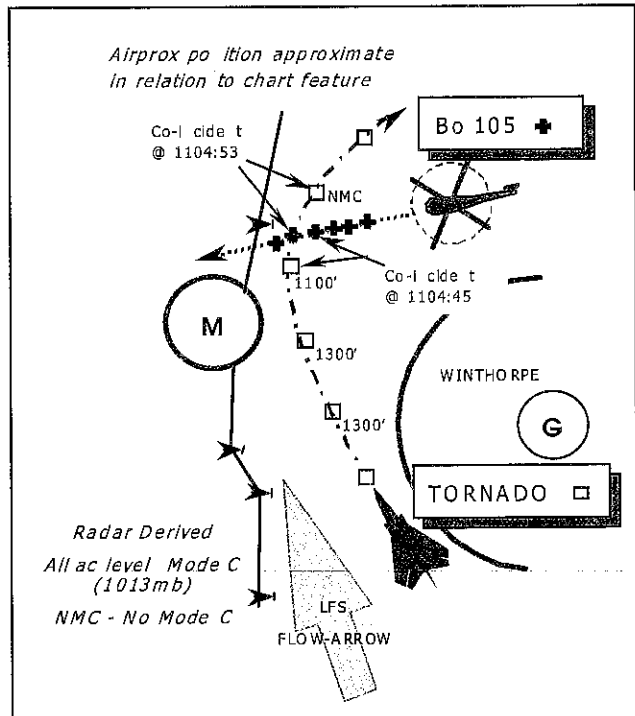 Airprox po ition approximate
in relation to chart feature
Co-I cide t
@ 1104:53
Bo 105
NMC
Co-I cide t
@ 1104:45
1100'
M
1300'
WINTHORPE
1300'
G
TORNADO
Radar Derived
All ac level Mode C
(1013mb)
NMC - No Mode C
LFS
FLOW-ARROW